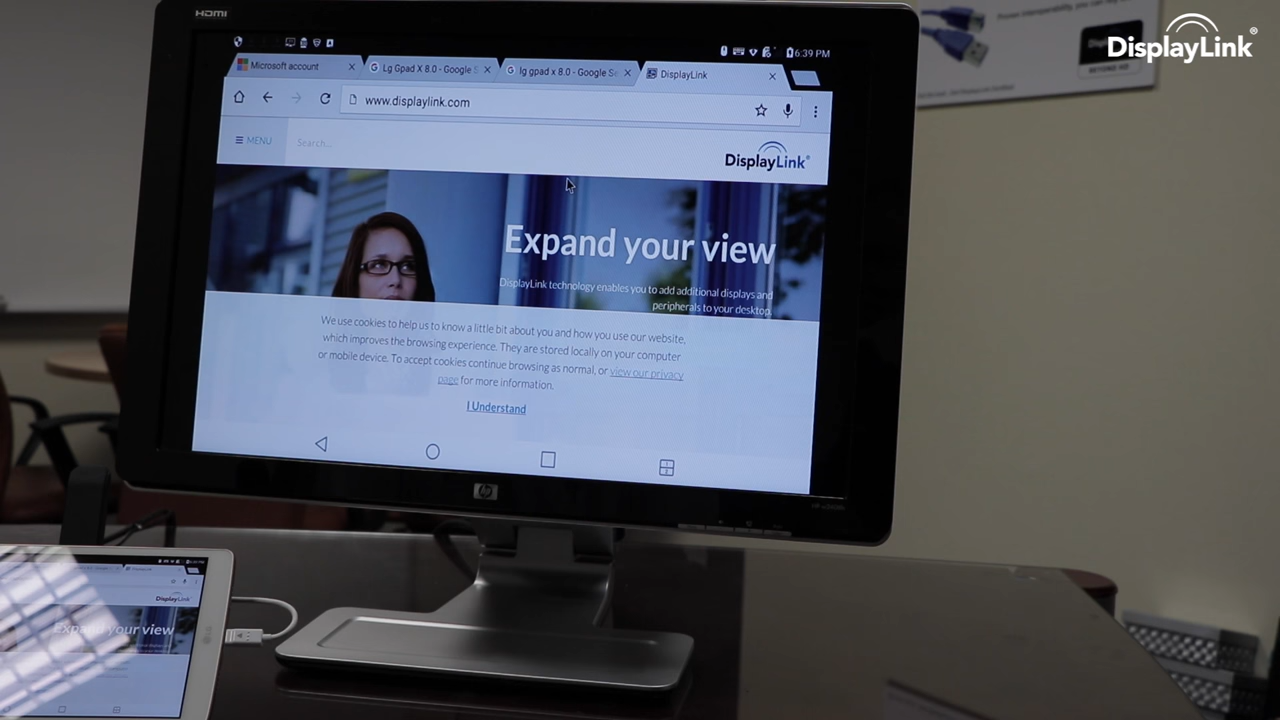 HDMI
DisplayLink
6:39 PM
Microsoft account
Lg Gpad X 8.0 - Google S
lg gpad x 8.0 - Google Se
DisplayLink
www.displaylink.com
MENU
Search...
DisplayLink
Expand your view
DisplayLink technology enables you to add additional displays and
peripherals to your desktop.
We use cookies to help us to know a little bit about you and how you use our website,
which improves the browsing experience. They are stored locally on your computer
or mobile device. To accept cookies continue browsing as normal, or view our privacy
page for more information.
I Understand
hp
DisplayLink
Expand your view
LG